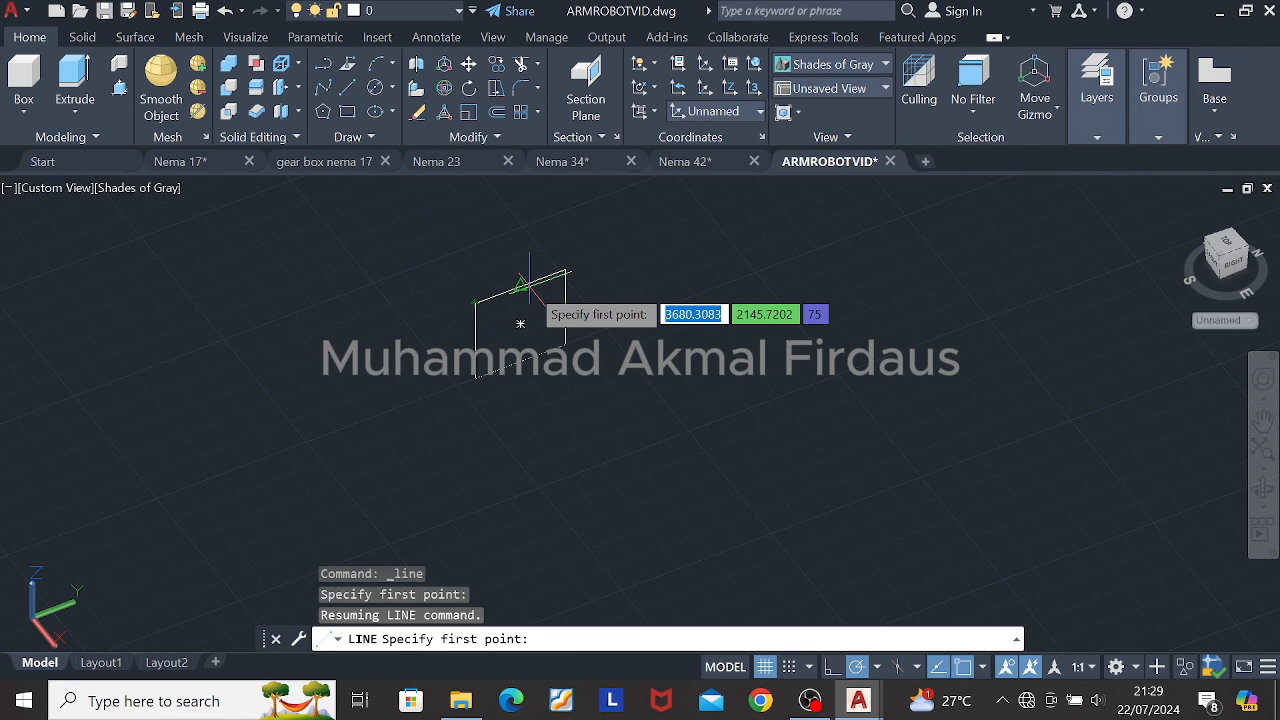 0
Share
ARMROBOTVID.dwg
Type a keyword or phrase
Sign In
Home
Solid
Surface
Mesh
Visualize
Parametric
Insert
Annotate
View
Manage
Output
Add-ins
Collaborate
Express Tools
Featured Apps
Box
Extrude
Smooth
Object
Section
Plane
Unnamed
Shades of Gray
Unsaved View
Culling
No Filter
Move
Gizmo
Layers
Groups
Base
Modeling
Mesh
Solid Editing
Draw
Modify
Section
Coordinates
View
Selection
V...
Start
Nema 17*
gear box nema 17
Nema 23
Nema 34*
Nema 42*
ARMROBOTVID*
[−][Custom View][Shades of Gray]
TOP
RIGHT
N
S
E
Unnamed
Specify first point:
3680.3083
2145.7202
75
Muhammad Akmal Firdaus
Z
Y
X
Command: _line
Specify first point:
Resuming LINE command.
LINE Specify first point:
Model
Layout1
Layout2
MODEL
1:1
Type here to search
L
A
1
27°C
21:29
22/07/2024
8
PRE